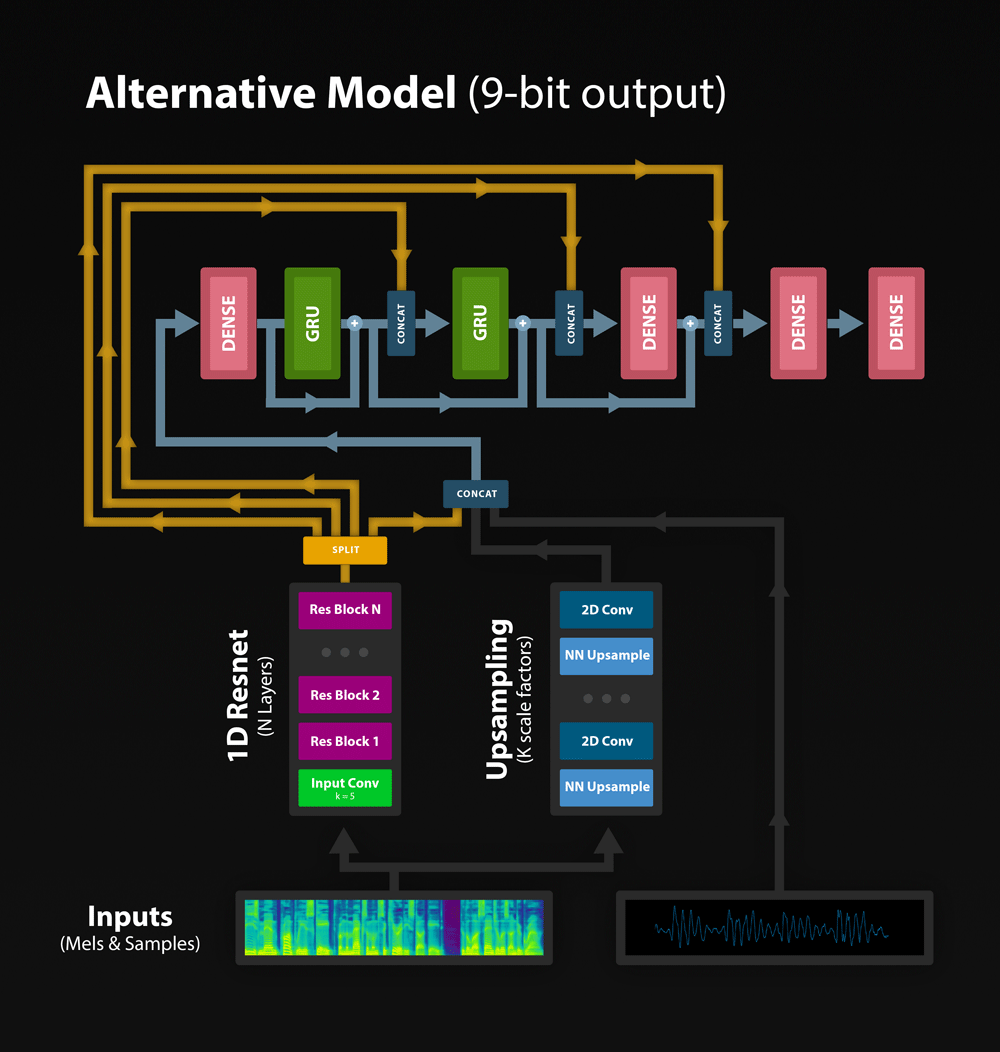 Alternative Model (9-bit output)
DENSE
GRU
CONCAT
GRU
CONCAT
DENSE
CONCAT
DENSE
DENSE
CONCAT
SPLIT
1D Resnet
(N Layers)
Res Block N
Res Block 2
Res Block 1
Input Conv
k = 5
Upsampling
(K scale factors)
2D Conv
NN Upsample
2D Conv
NN Upsample
Inputs
(Mels & Samples)